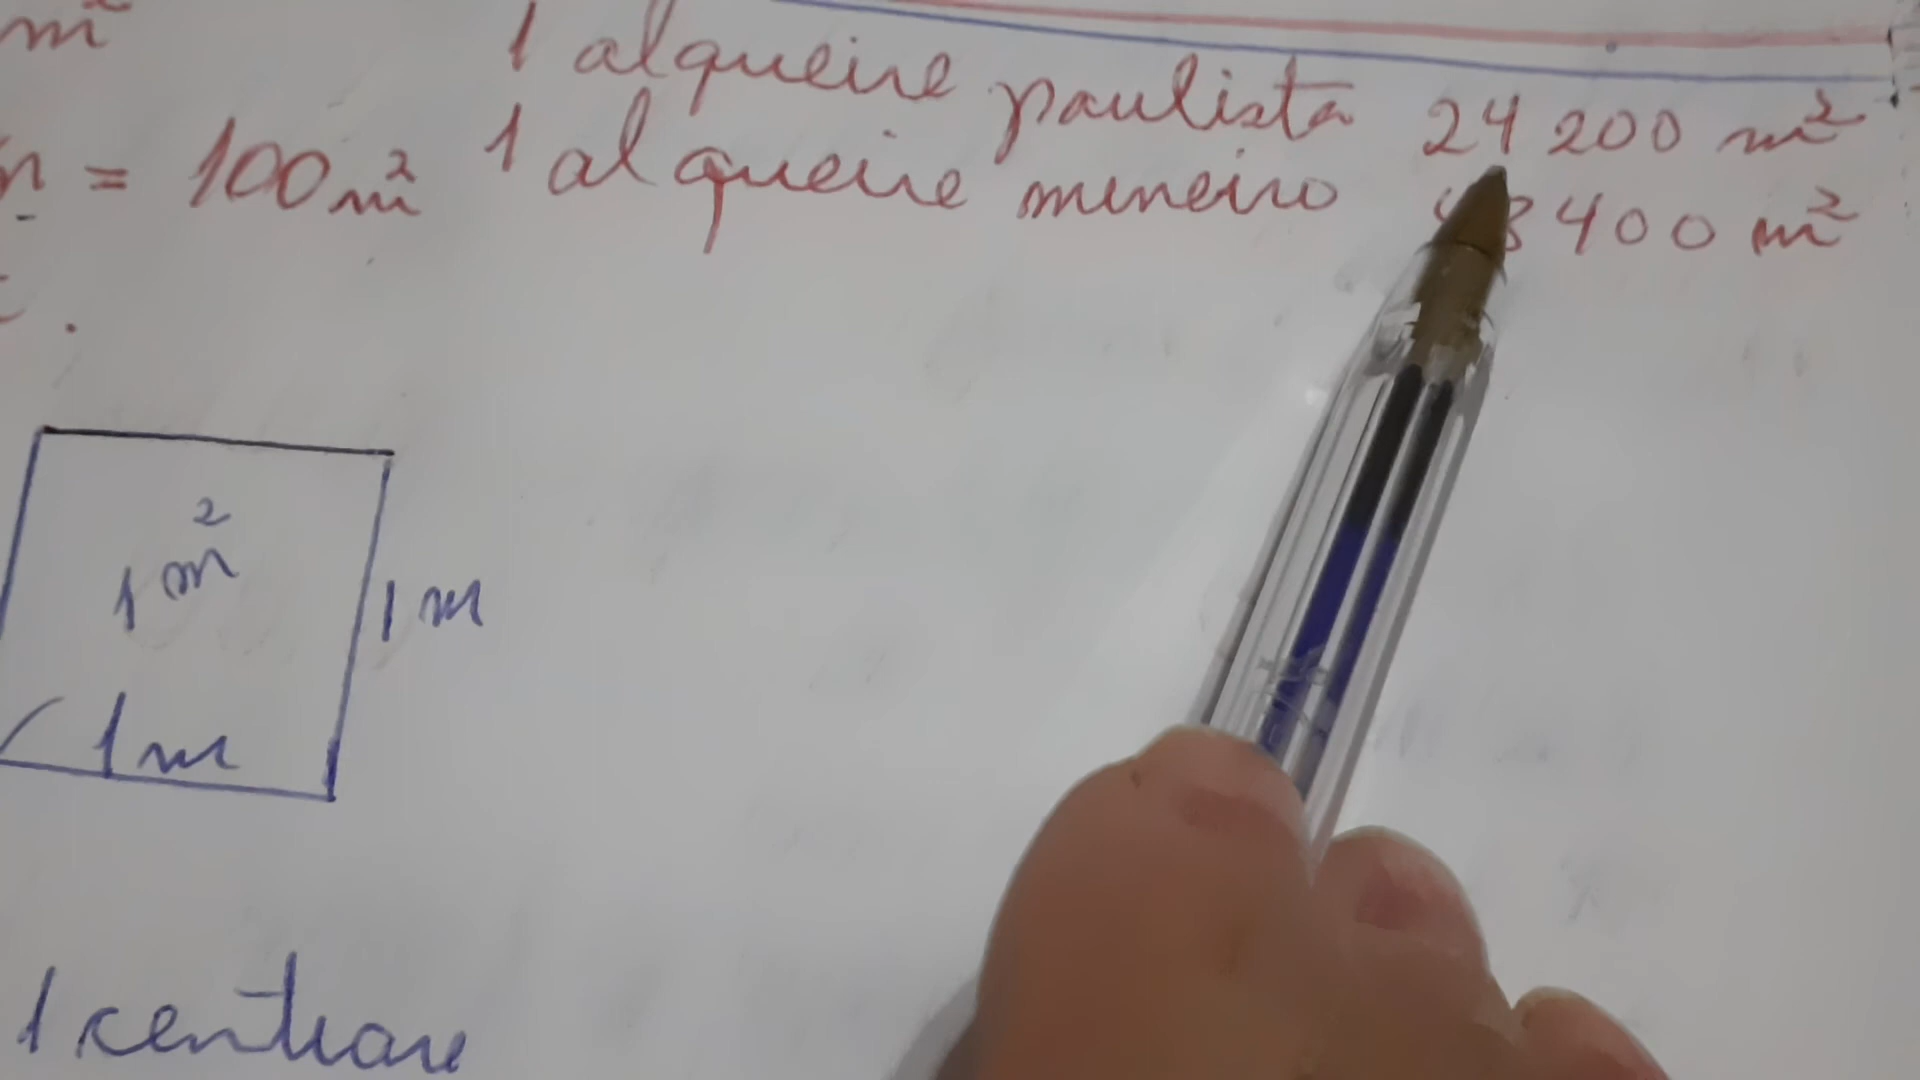 m²
1 alqueire paulista 24 200 m²
= 100 m²
1 alqueire mineiro 48 400 m²
1 m²
1 m
1 m
1 centiare